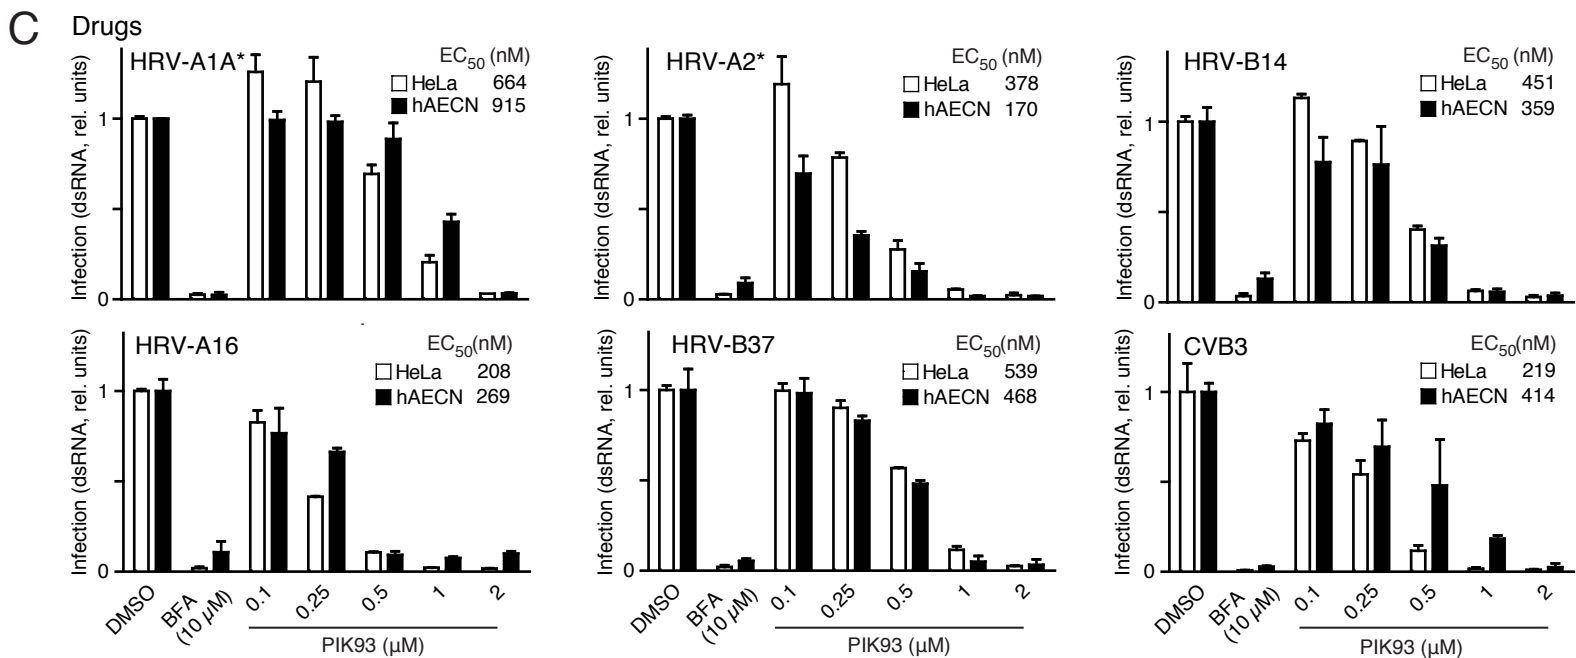 C Drugs
HRV-A1A*
EC50 (nM)
HeLa 664
hAECN 915
Infection (dsRNA, rel. units)
1
0
HRV-A2*
EC50 (nM)
HeLa 378
hAECN 170
Infection (dsRNA, rel. units)
1
0
HRV-B14
EC50 (nM)
HeLa 451
hAECN 359
Infection (dsRNA, rel. units)
1
0
HRV-A16
EC50(nM)
HeLa 208
hAECN 269
Infection (dsRNA, rel. units)
1
0
DMSO
BFA
(10 µM)
0.1
0.25
0.5
1
2
PIK93 (µM)
HRV-B37
EC50(nM)
HeLa 539
hAECN 468
Infection (dsRNA, rel. units)
1
0
DMSO
BFA
(10 µM)
0.1
0.25
0.5
1
2
PIK93 (µM)
CVB3
EC50(nM)
HeLa 219
hAECN 414
Infection (dsRNA, rel. units)
1
0
DMSO
BFA
(10 µM)
0.1
0.25
0.5
1
2
PIK93 (µM)